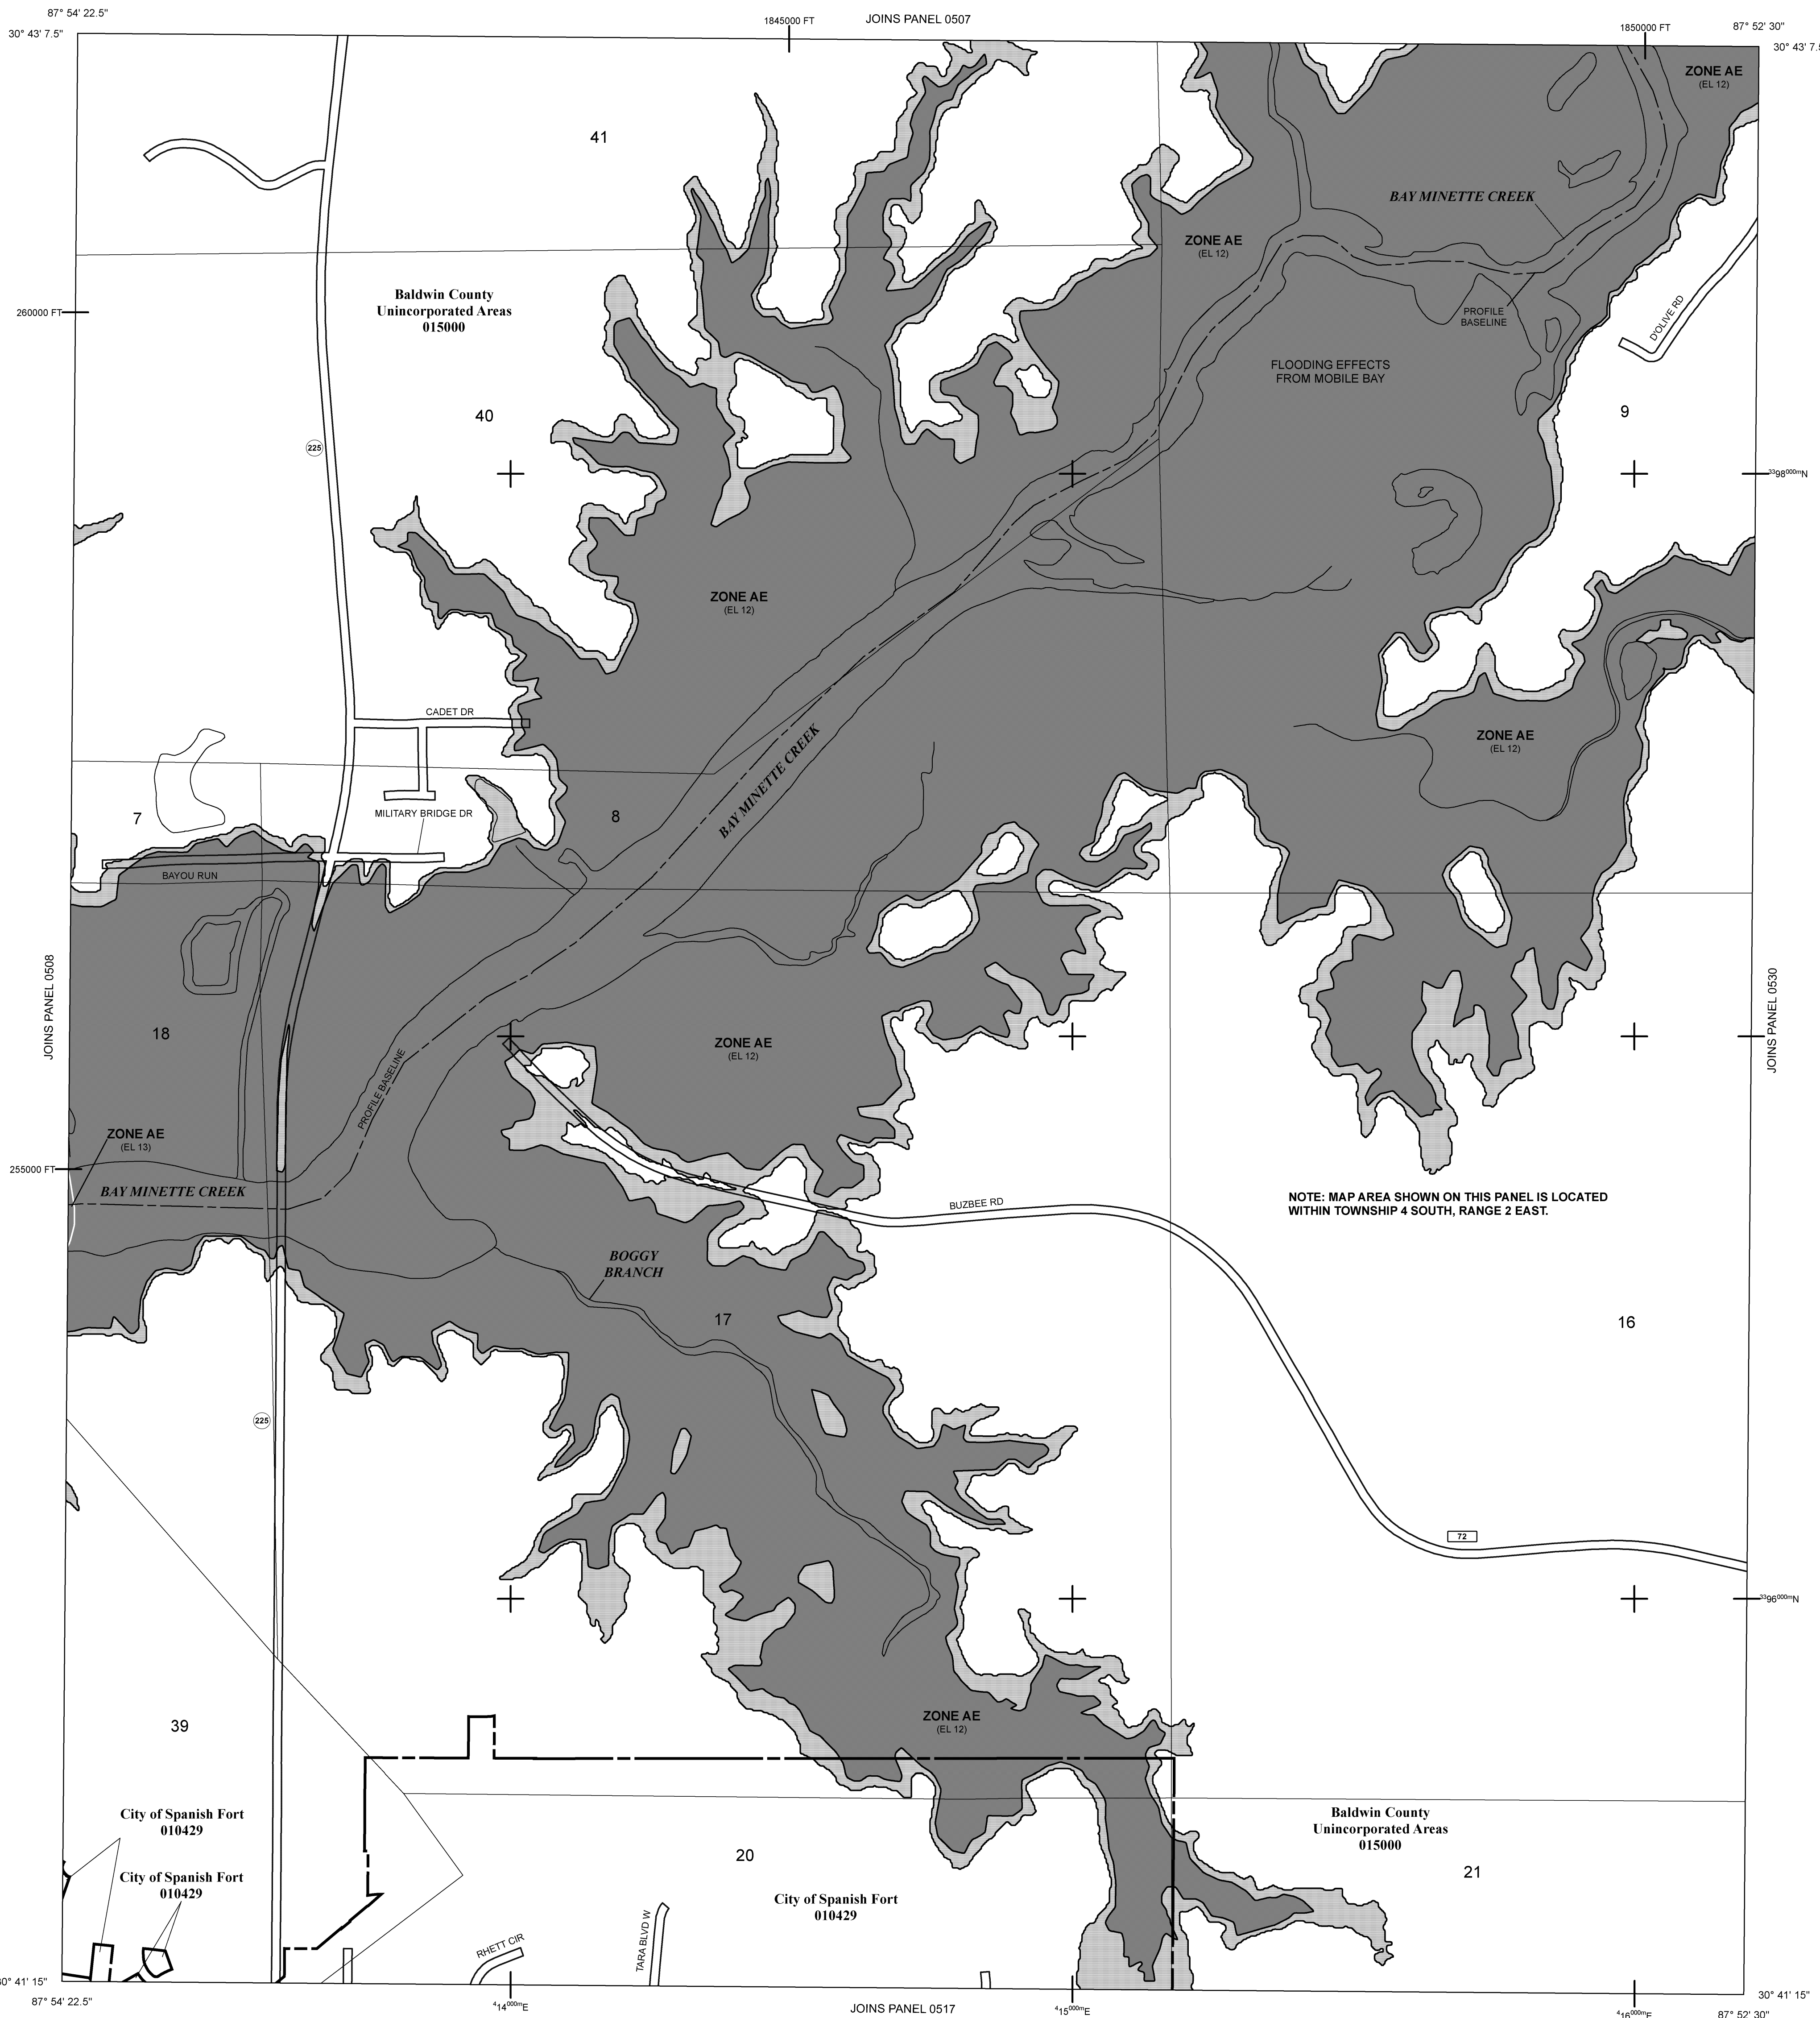 87° 54' 22.5"
JOINS PANEL 0507
1845000 FT
1850000 FT
87° 52' 30"
30° 43' 7.5"
30° 43' 7.5
ZONE AE
(EL 12)
41
BAY MINETTE CREEK
ZONE AE
(EL 12)
Baldwin County
Unincorporated Areas
015000
260000 FT
PROFILE
BASELINE
D'OLIVE RD
FLOODING EFFECTS
FROM MOBILE BAY
40
9
225
3398000mN
ZONE AE
(EL 12)
CADET DR
ZONE AE
(EL 12)
BAY MINETTE CREEK
7
MILITARY BRIDGE DR
8
BAYOU RUN
JOINS PANEL 0508
JOINS PANEL 0530
18
ZONE AE
(EL 12)
PROFILE BASELINE
ZONE AE
(EL 13)
255000 FT
BAY MINETTE CREEK
BUZBEE RD
NOTE: MAP AREA SHOWN ON THIS PANEL IS LOCATED
WITHIN TOWNSHIP 4 SOUTH, RANGE 2 EAST.
BOGGY
BRANCH
17
16
225
72
3396000mN
ZONE AE
(EL 12)
39
City of Spanish Fort
010429
Baldwin County
Unincorporated Areas
015000
20
21
City of Spanish Fort
010429
City of Spanish Fort
010429
TARA BLVD W
RHETT CIR
0° 41' 15"
30° 41' 15"
87° 54' 22.5"
414000mE
JOINS PANEL 0517
415000mE
416000mE
87° 52' 30"